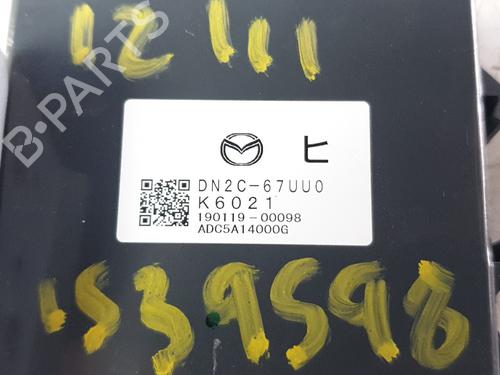 12 111
ヒ
DN2C-67UU0
K6021
190119-00098
ADC5A14000G
1539598
B-PARTS